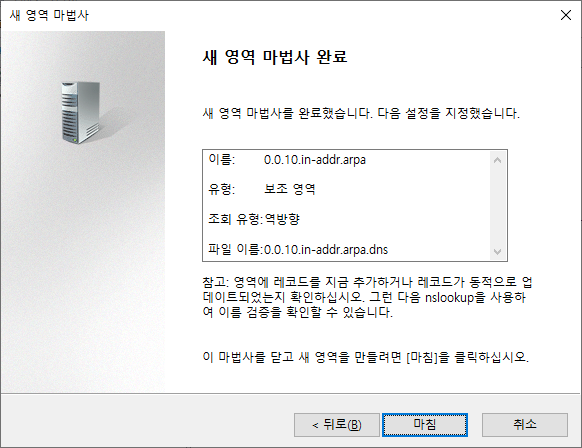 새 영역 마법사
새 영역 마법사 완료
새 영역 마법사를 완료했습니다. 다음 설정을 지정했습니다.
이름: 0.0.10.in-addr.arpa
유형: 보조 영역
조회 유형:역방향
파일 이름:0.0.10.in-addr.arpa.dns
참고: 영역에 레코드를 지금 추가하거나 레코드가 동적으로 업
데이트되었는지 확인하십시오. 그런 다음 nslookup을 사용하
여 이름 검증을 확인할 수 있습니다.
이 마법사를 닫고 새 영역을 만들려면 [마침]을 클릭하십시오.
< 뒤로(B) 마침 취소